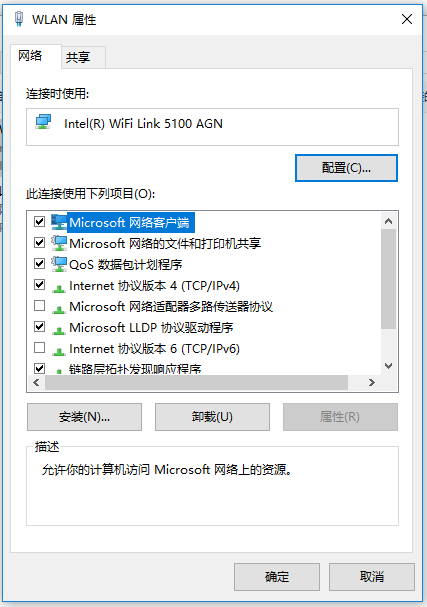 WLAN 属性
网络
共享
连接时使用:
Intel(R) WiFi Link 5100 AGN
配置(C)...
此连接使用下列项目(O):
Microsoft 网络客户端
Microsoft 网络的文件和打印机共享
QoS 数据包计划程序
Internet 协议版本 4 (TCP/IPv4)
Microsoft 网络适配器多路传送器协议
Microsoft LLDP 协议驱动程序
Internet 协议版本 6 (TCP/IPv6)
链路层拓扑发现响应程序
安装(N)...
卸载(U)
属性(R)
描述
允许你的计算机访问 Microsoft 网络上的资源。
确定
取消